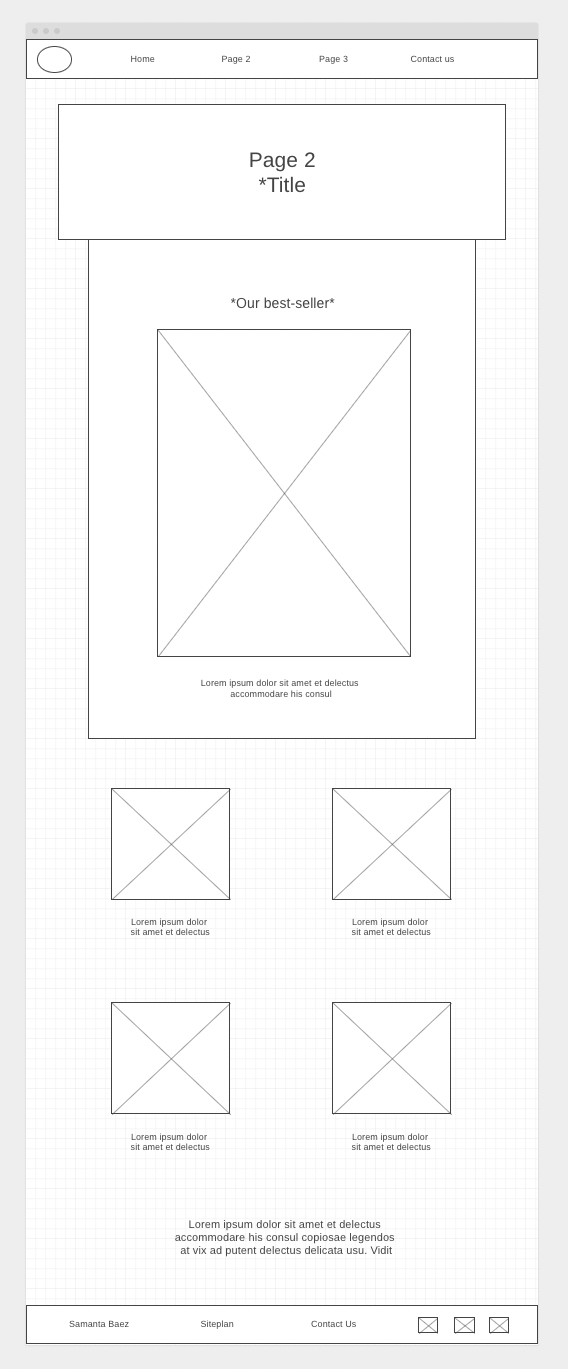 Home Page 2 Page 3 Contact us
Page 2
*Title
*Our best-seller*
Lorem ipsum dolor sit amet et delectus
accommodare his consul
Lorem ipsum dolor
sit amet et delectus
Lorem ipsum dolor
sit amet et delectus
Lorem ipsum dolor
sit amet et delectus
Lorem ipsum dolor
sit amet et delectus
Lorem ipsum dolor sit amet et delectus
accommodare his consul copiosae legendos
at vix ad putent delectus delicata usu. Vidit
Samanta Baez Siteplan Contact Us